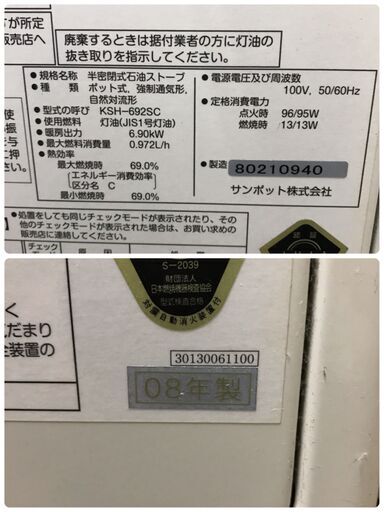 すが所定
販売店へ
廃棄するときは据付業者の方に灯油の
抜き取りを指示してください。
●規格名称 半密閉式石油ストーブ
●種類 ポット式,強制通気形,
自然対流形
●型式の呼び KSH-692SC
●使用燃料 灯油(JIS1号灯油)
●暖房出力 6.90kW
●最大燃料消費量 0.972L/h
●熱効率
最大燃焼時 69.0%
[エネルギー消費効率]
[区分名 C]
最小燃焼時 69.0%
●電源電圧及び周波数
100V, 50/60Hz
●定格消費電力
点火時 96/95W
燃焼時 13/13W
製造 80210940
サンポット株式会社
●処置をしても同じチェックモードが表示されたり、その
他のチェックモードが表示された場合は、お買い求めの
販売店に連絡してください。
チェック
S-2039
財団法人
日本燃焼機器検査協会
型式検査合格
対震自動消火装置付
30130061100
08年製
く
だまり
全装置の